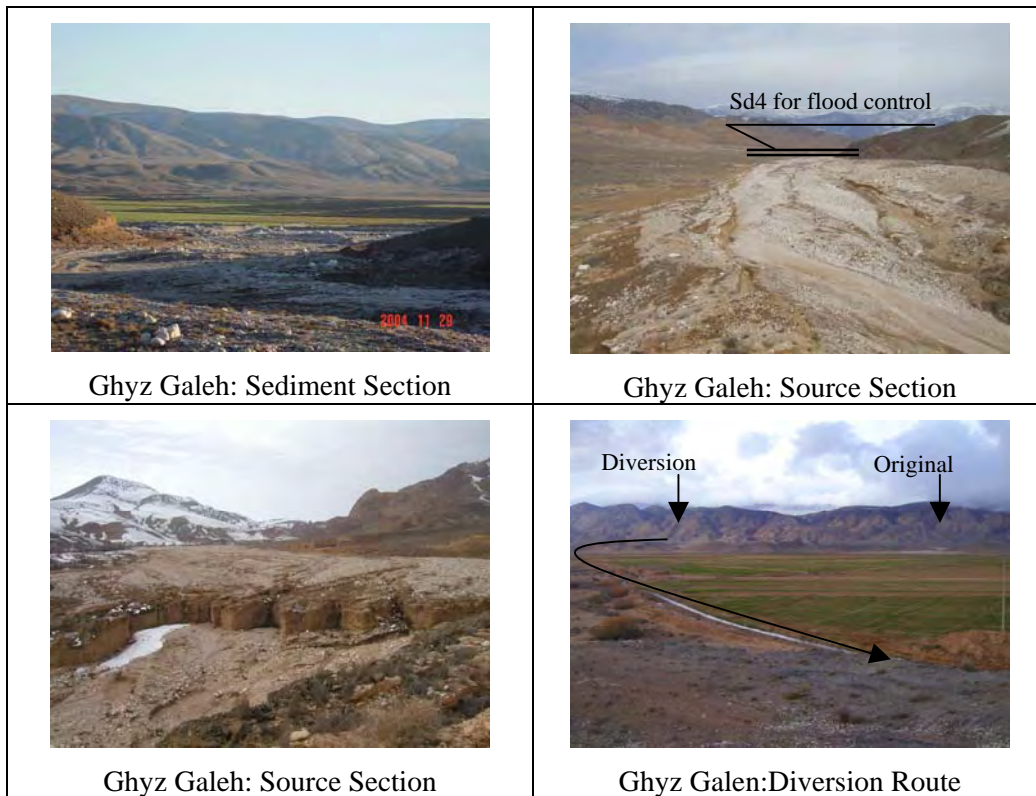 2004 11 29
Ghyz Galeh: Sediment Section
Sd4 for flood control
Ghyz Galeh: Source Section
Ghyz Galeh: Source Section
Diversion
Original
Ghyz Galen:Diversion Route